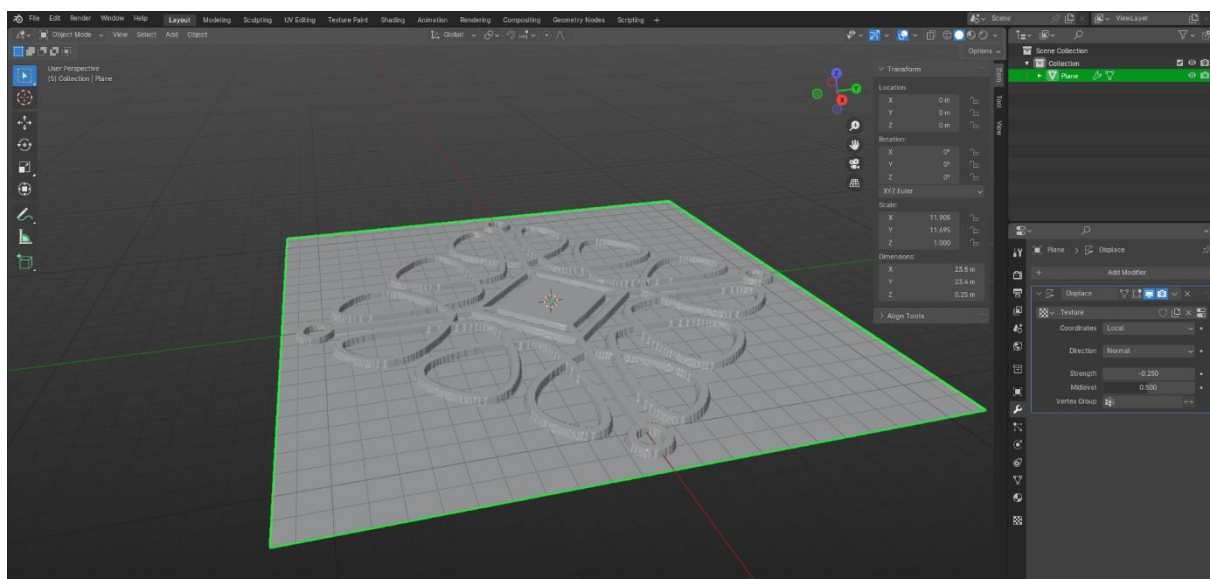 File Edit Render Window Help Layout Modeling Sculpting UV Editing Texture Paint Shading Animation Rendering Compositing Geometry Nodes Scripting + Scene ViewLayer
Object Mode View Select Add Object Global
Options
User Perspective
(5) Collection | Plane
Transform
Location:
X 0 m
Y 0 m
Z 0 m
Rotation:
X 0°
Y 0°
Z 0°
XYZ Euler
Scale:
X 11.905
Y 11.695
Z 1.000
Dimensions:
X 23.8 m
Y 23.4 m
Z 0.25 m
Align Tools
Item
Tool
View
Z
Y
X
Scene Collection
Collection
Plane
Plane > Displace
+ Add Modifier
Displace
Texture
Coordinates Local
Direction Normal
Strength -0.250
Midlevel 0.500
Vertex Group